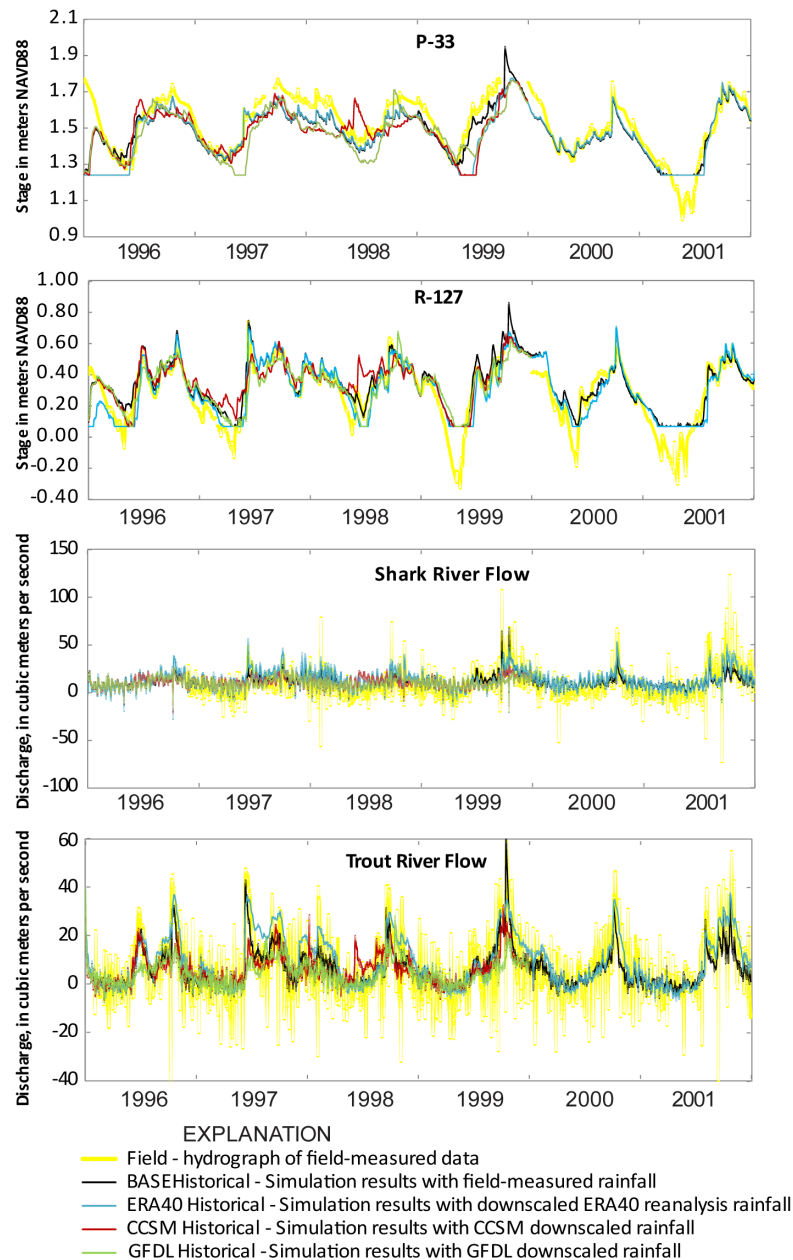 P-33
Stage in meters NAVD88
2.1
1.9
1.7
1.5
1.3
1.1
0.9
1996 1997 1998 1999 2000 2001
R-127
Stage in meters NAVD88
1.00
0.80
0.60
0.40
0.20
0.00
-0.20
-0.40
1996 1997 1998 1999 2000 2001
Shark River Flow
Discharge, in cubic meters per second
150
100
50
0
-50
-100
1996 1997 1998 1999 2000 2001
Trout River Flow
Discharge, in cubic meters per second
60
40
20
0
-20
-40
1996 1997 1998 1999 2000 2001
EXPLANATION
Field - hydrograph of field-measured data
BASEHistorical - Simulation results with field-measured rainfall
ERA40 Historical - Simulation results with downscaled ERA40 reanalysis rainfall
CCSM Historical - Simulation results with CCSM downscaled rainfall
GFDL Historical - Simulation results with GFDL downscaled rainfall